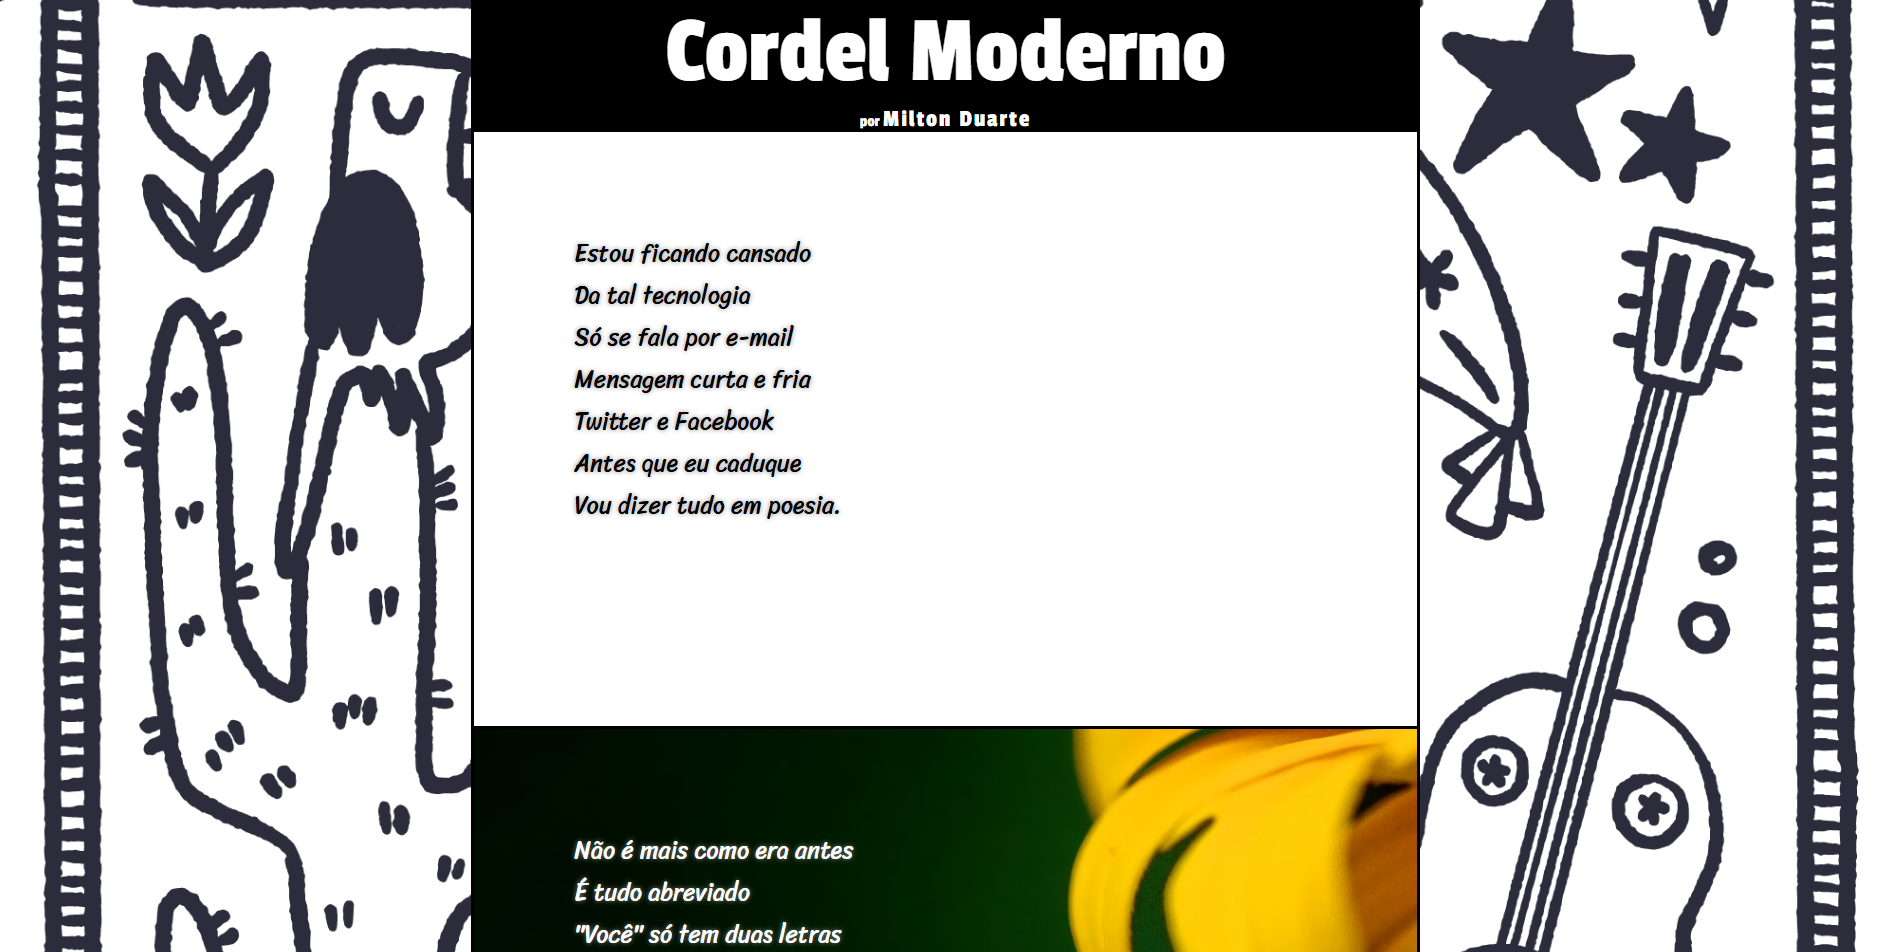 Cordel Moderno
por Milton Duarte
Estou ficando cansado
Da tal tecnologia
Só se fala por e-mail
Mensagem curta e fria
Twitter e Facebook
Antes que eu caduque
Vou dizer tudo em poesia.
Não é mais como era antes
É tudo abreviado
"Você" só tem duas letras